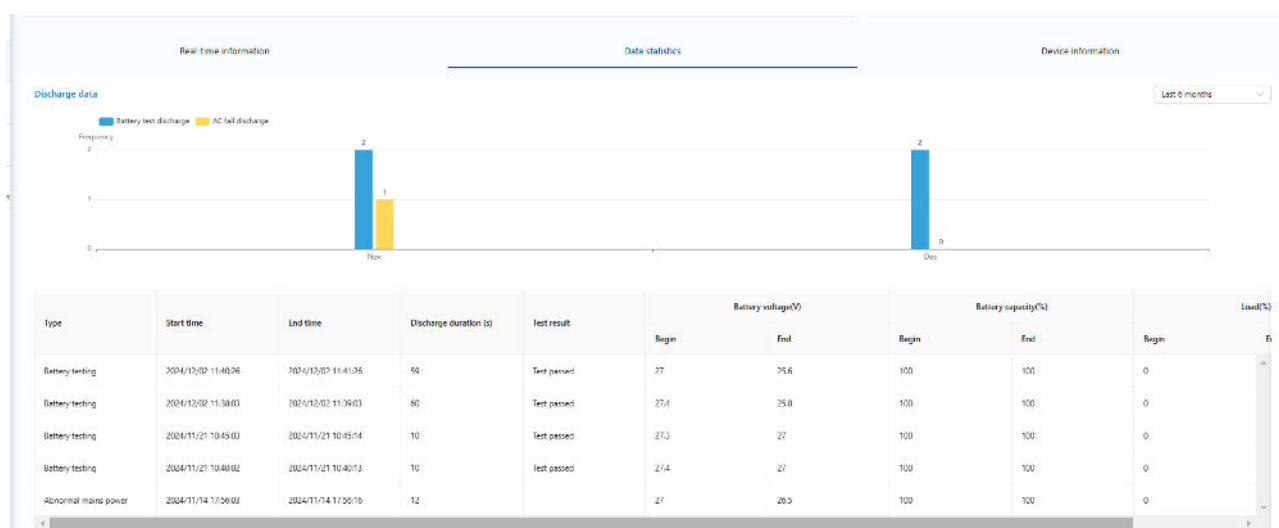 Real-time information Data statistics Device information
Discharge data Last 6 months
Battery test discharge AC fail discharge
Frequency
2 2 2
1 1
0 0
Nov Dec
Type Start time End time Discharge duration (s) Test result Battery voltage(V) Battery capacity(%) Load(%)
Begin End Begin End Begin
Battery testing 2024/12/02 11:40:26 2024/12/02 11:41:26 59 Test passed 27 25.6 100 100 0
Battery testing 2024/12/02 11:38:03 2024/12/02 11:39:03 60 Test passed 27.4 25.8 100 100 0
Battery testing 2024/11/21 10:45:03 2024/11/21 10:45:14 10 Test passed 27.3 27 100 100 0
Battery testing 2024/11/21 10:40:02 2024/11/21 10:40:13 10 Test passed 27.4 27 100 100 0
Abnormal mains power 2024/11/14 17:56:03 2024/11/14 17:56:16 12 27 26.5 100 100 0